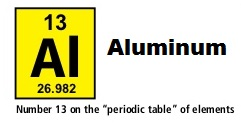 13
Al
26.982
Aluminum
Number 13 on the "periodic table" of elements